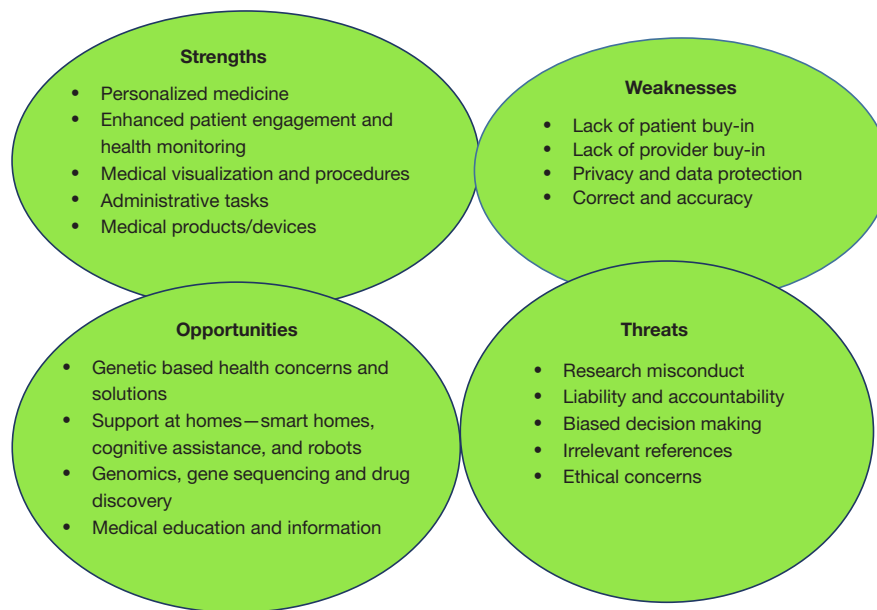 Strengths
• Personalized medicine
• Enhanced patient engagement and
health monitoring
• Medical visualization and procedures
• Administrative tasks
• Medical products/devices
Weaknesses
• Lack of patient buy-in
• Lack of provider buy-in
• Privacy and data protection
• Correct and accuracy
Opportunities
• Genetic based health concerns and
solutions
• Support at homes—smart homes,
cognitive assistance, and robots
• Genomics, gene sequencing and drug
discovery
• Medical education and information
Threats
• Research misconduct
• Liability and accountability
• Biased decision making
• Irrelevant references
• Ethical concerns